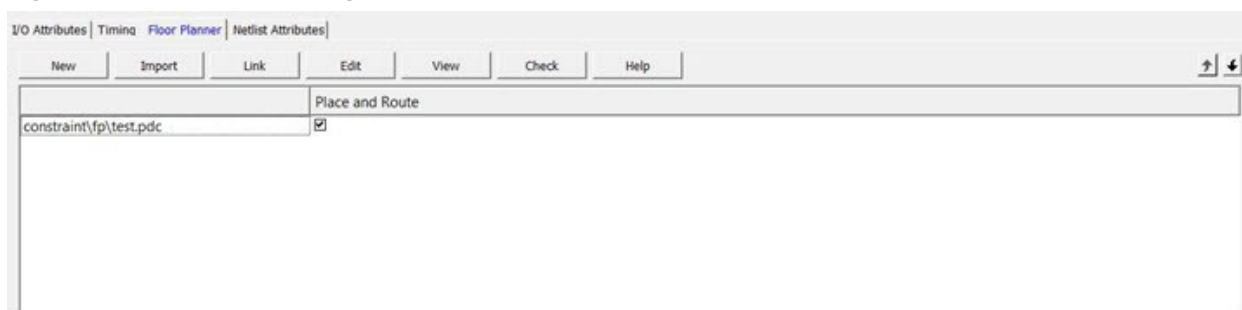 I/O Attributes Timing Floor Planner Netlist Attributes
New Import Link Edit View Check Help
Place and Route
constraint\fp\test.pdc